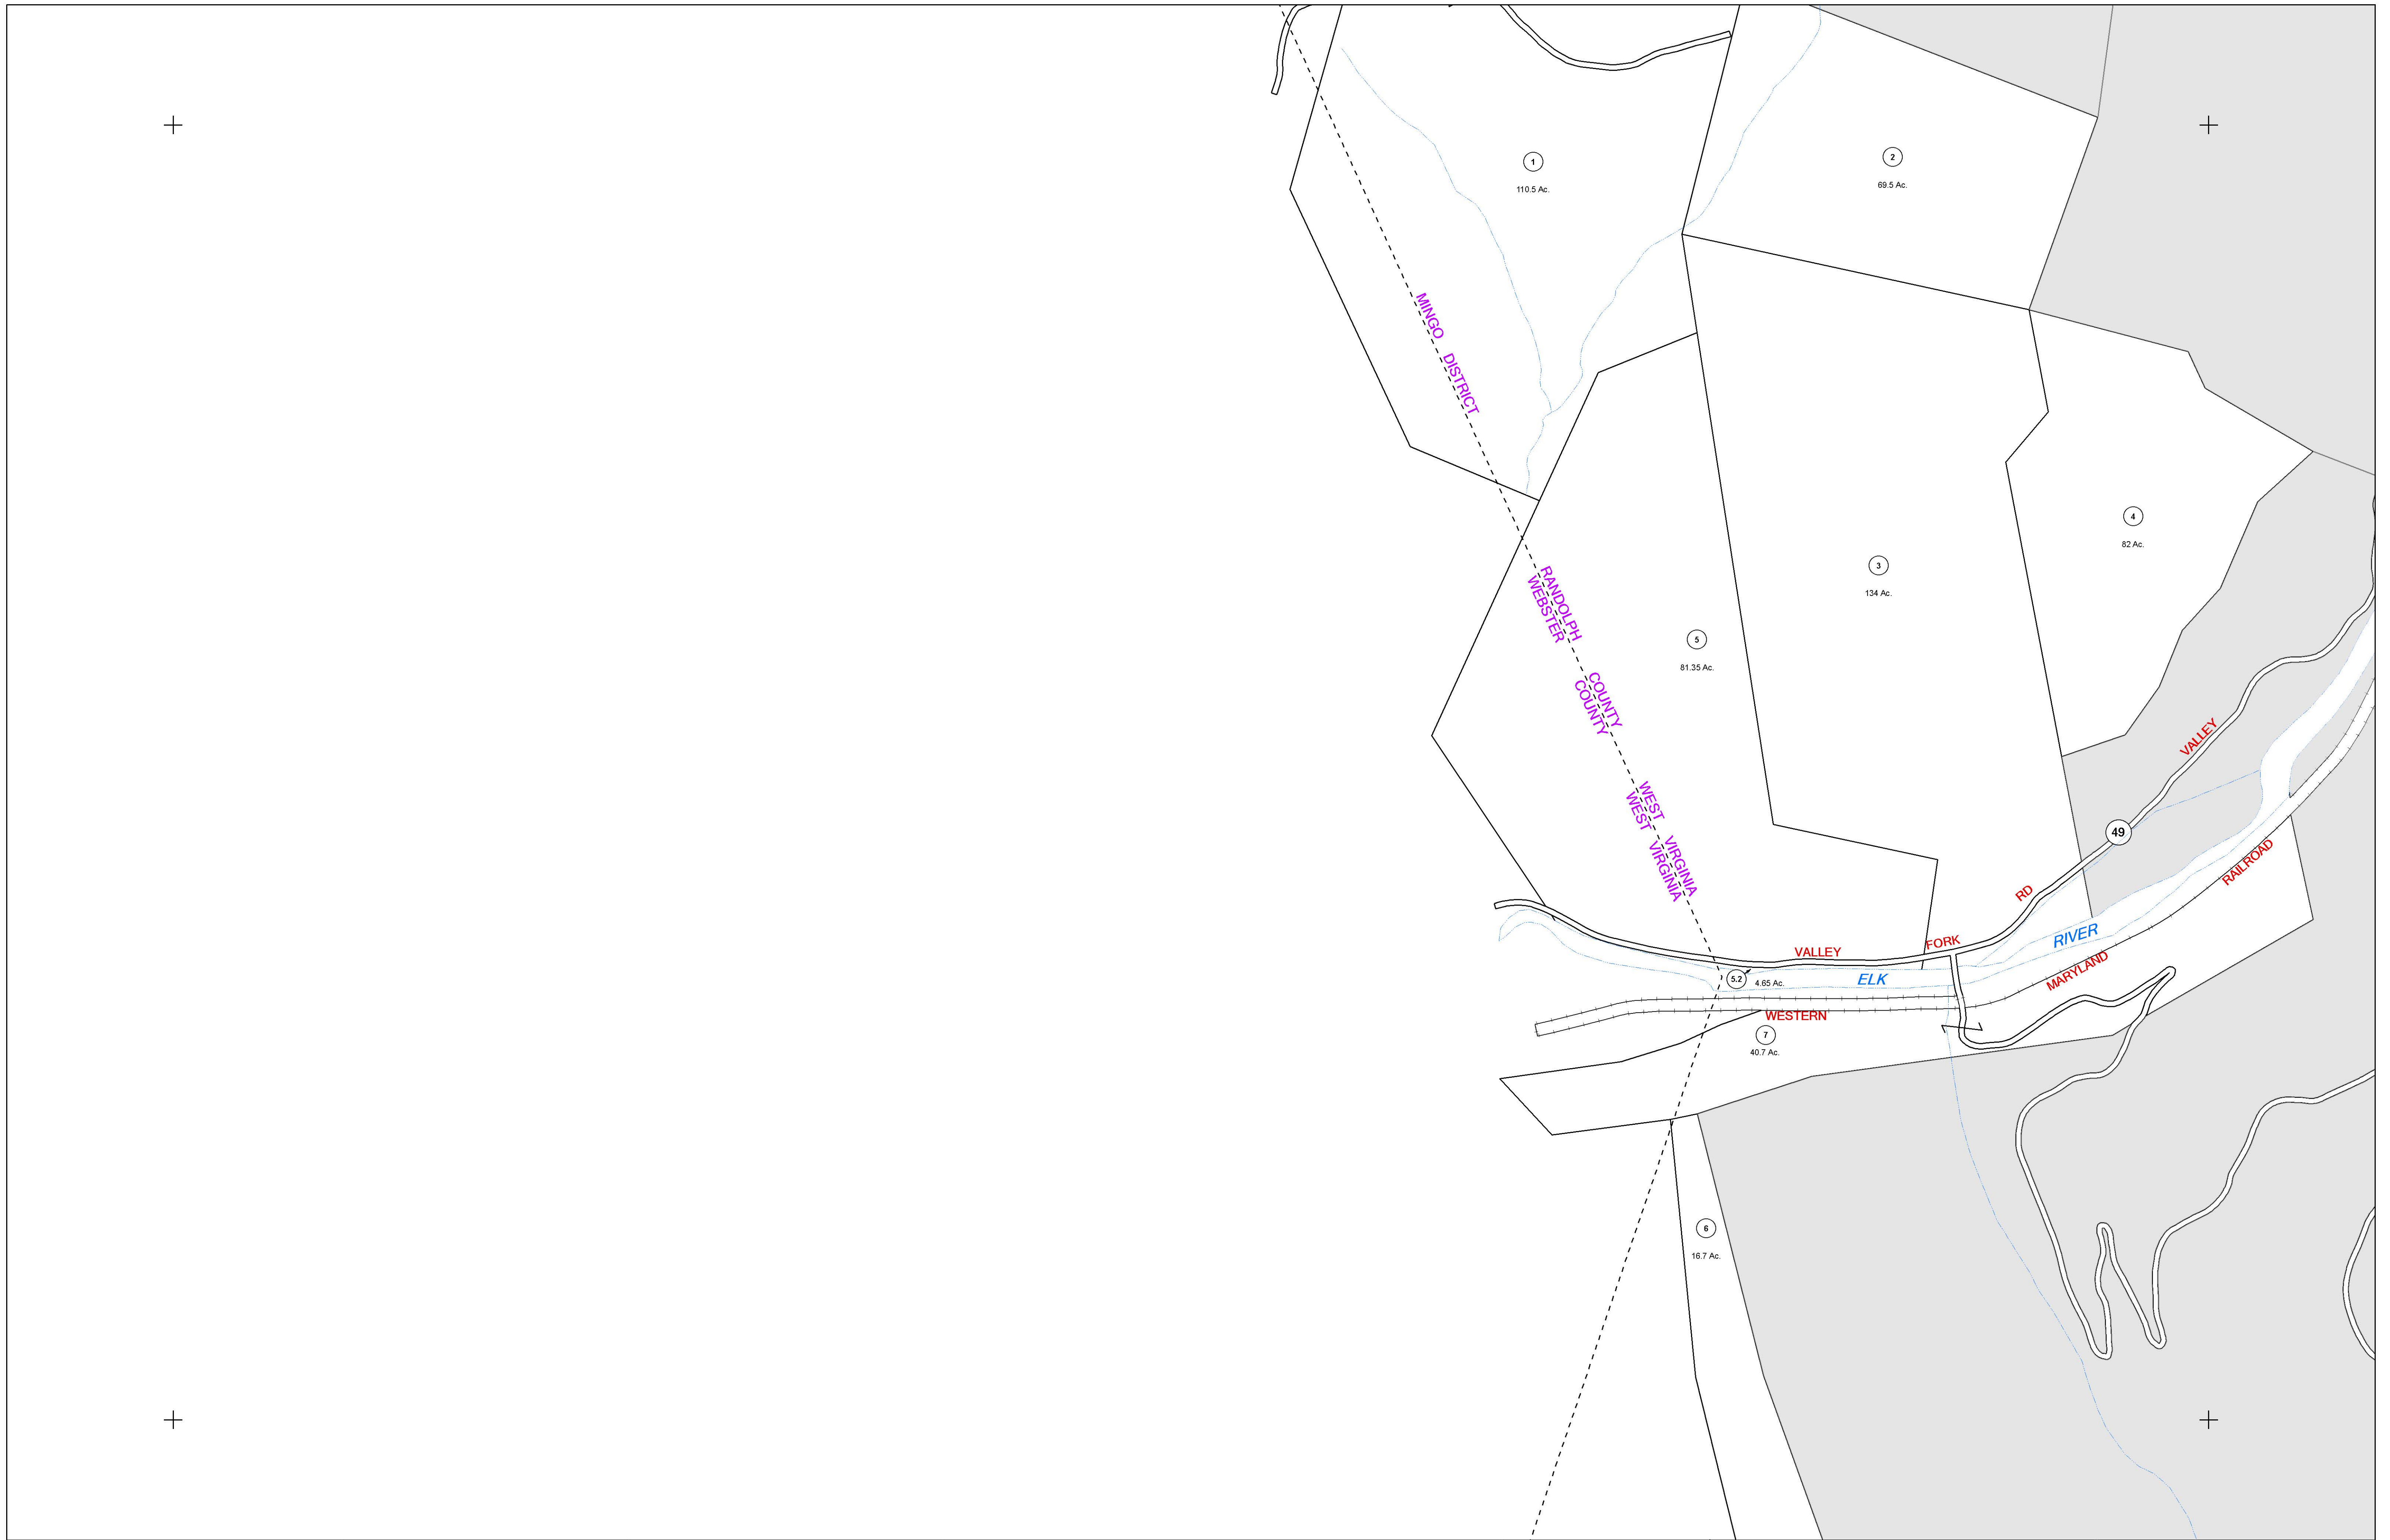 1
110.5 Ac.
2
69.5 Ac.
MINGO DISTRICT
4
82 Ac.
3
134 Ac.
5
81.35 Ac.
RANDOLPH COUNTY WEST VIRGINIA
WEBSTER COUNTY WEST VIRGINIA
VALLEY
49
RAILROAD
RD
RIVER
FORK
VALLEY
MARYLAND
5.2
4.65 Ac.
ELK
WESTERN
7
40.7 Ac.
6
16.7 Ac.